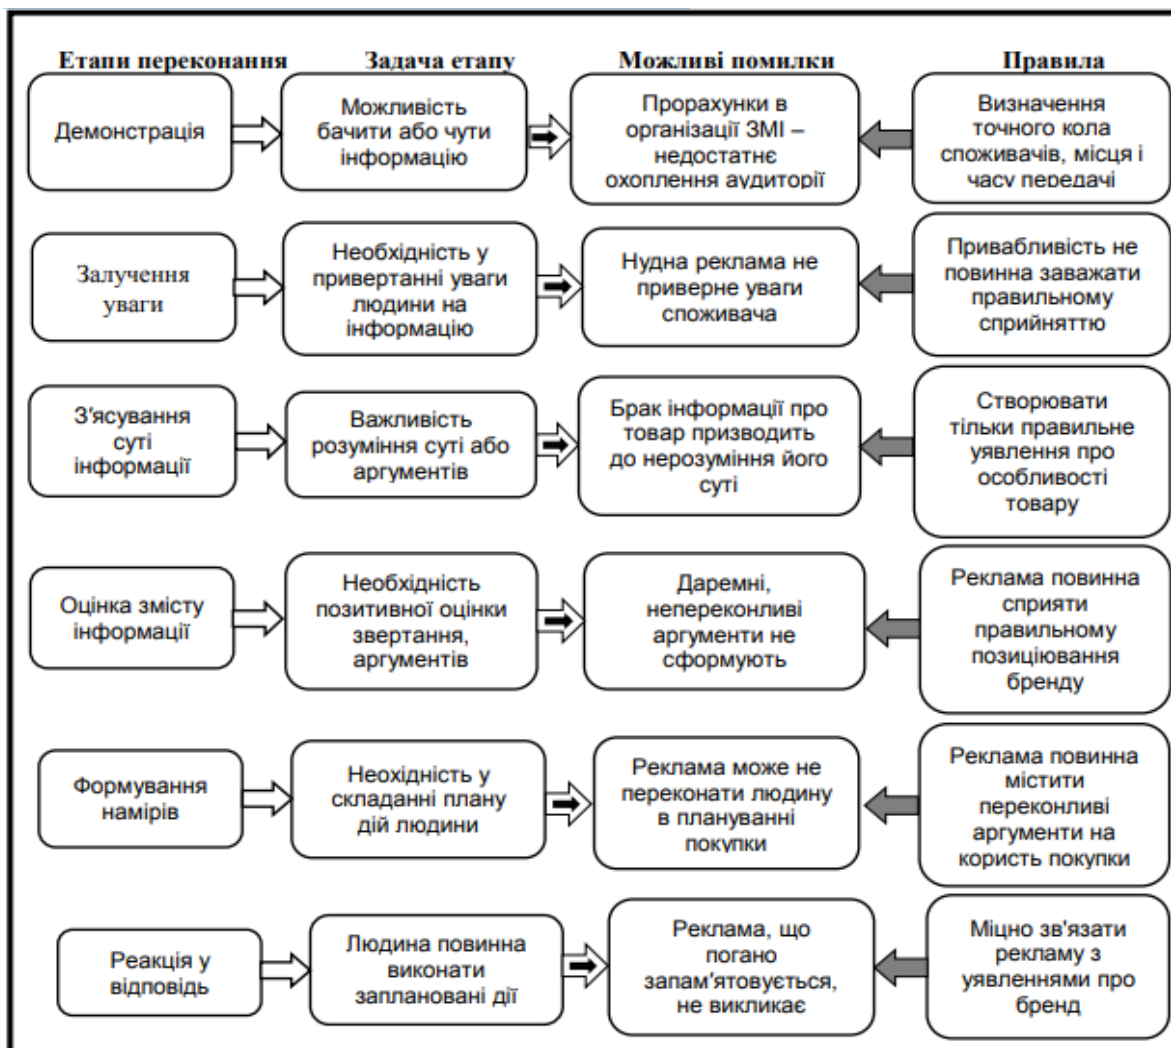 Етапи переконання
Задача етапу
Можливі помилки
Правила
Демонстрація
Можливість
бачити або чути
інформацію
Прорахунки в
організації ЗМІ –
недостатнє
охоплення аудиторії
Визначення
точного кола
споживачів, місця і
часу передачі
Залучення
уваги
Необхідність у
привертанні уваги
людини на
інформацію
Нудна реклама не
приверне уваги
споживача
Привабливість не
повинна заважати
правильному
сприйняттю
З'ясування
суті
інформації
Важливість
розуміння суті або
аргументів
Брак інформації про
товар призводить
до нерозуміння його
суті
Створювати
тільки правильне
уявлення про
особливості
товару
Оцінка змісту
інформації
Необхідність
позитивної оцінки
звертання,
аргументів
Даремні,
непереконливі
аргументи не
сформують
Реклама повинна
сприяти
правильному
позиціювання
бренду
Формування
намірів
Неохідність у
складанні плану
дій людини
Реклама може не
переконати людину
в плануванні
покупки
Реклама повинна
містити
переконливі
аргументи на
користь покупки
Реакція у
відповідь
Людина повинна
виконати
заплановані дії
Реклама, що
погано
запам'ятовується,
не викликає
Міцно зв'язати
рекламу з
уявленнями про
бренд